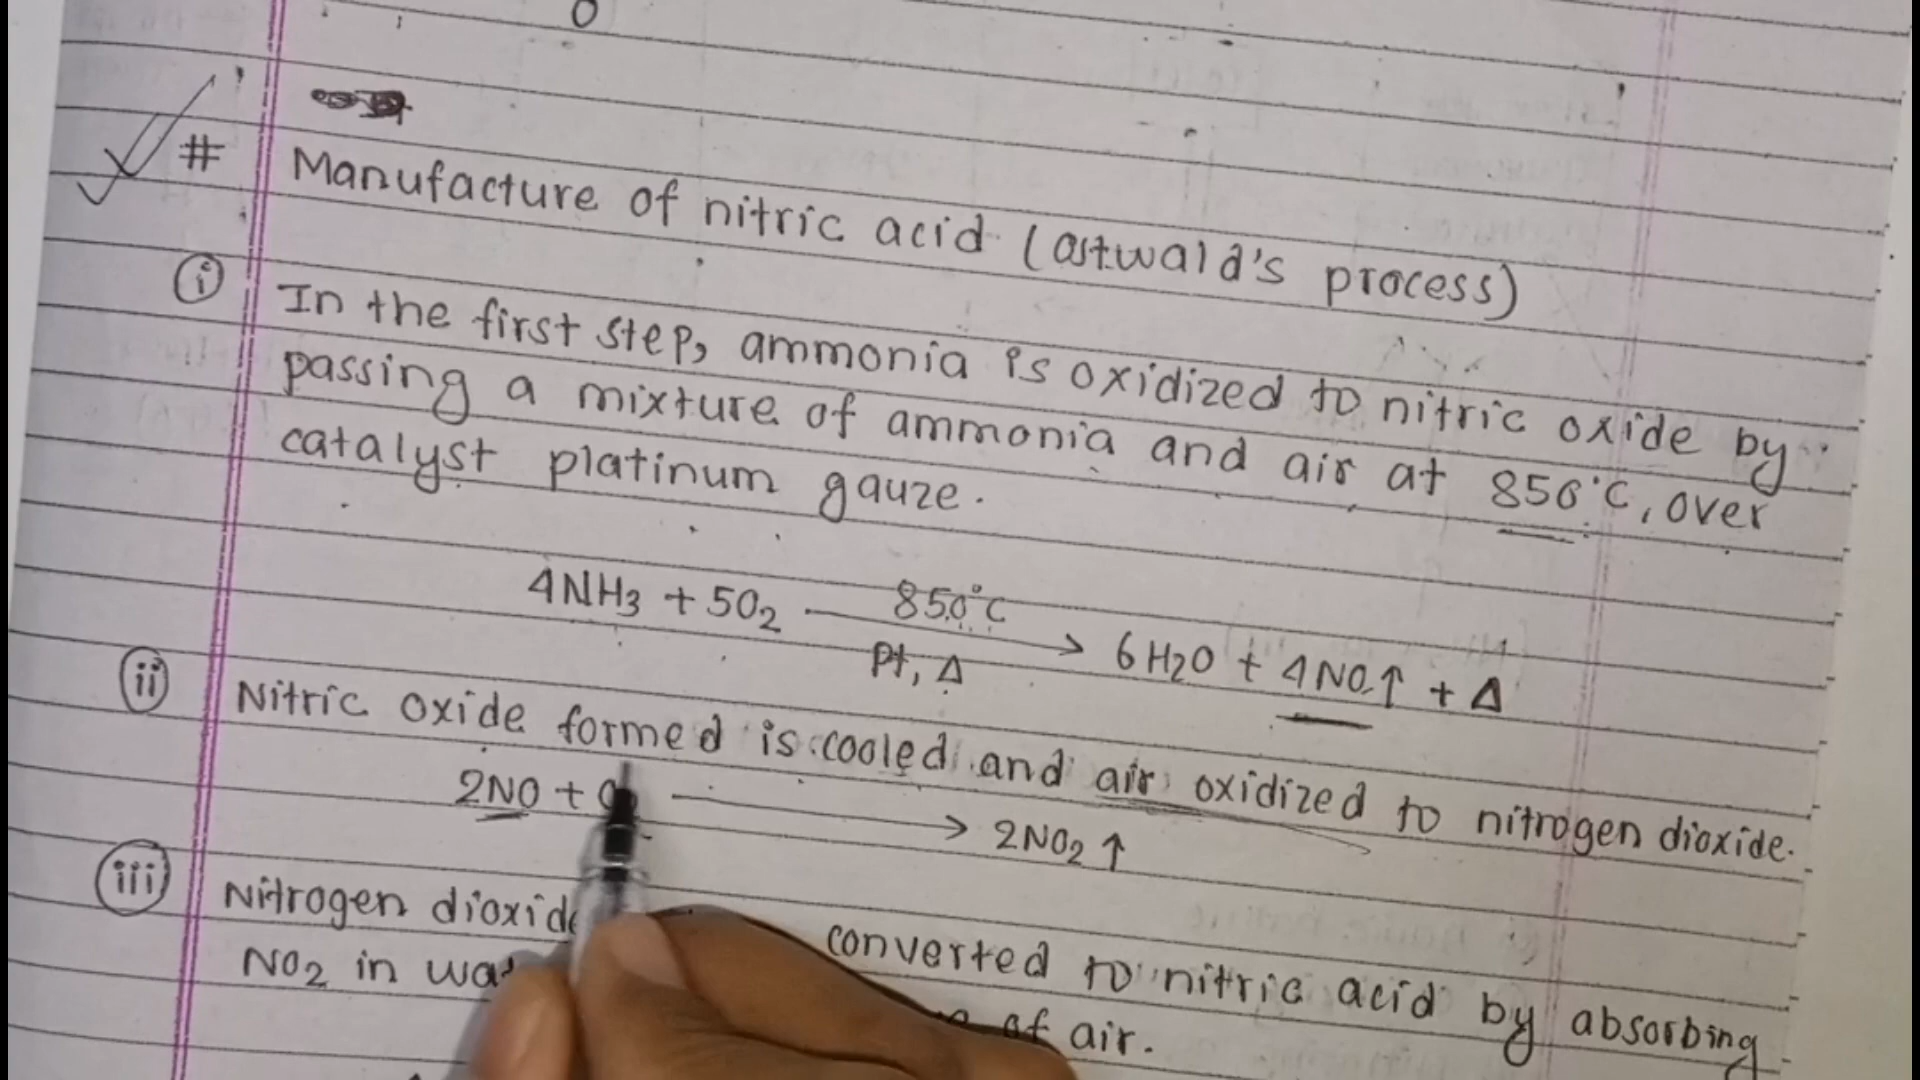 # Manufacture of nitric acid (ostwald's process)
(i) In the first step, ammonia is oxidized to nitric oxide by
passing a mixture of ammonia and air at 850°C, over
catalyst platinum gauze.
4NH3 + 5O2 850°C Pt, Δ → 6H2O + 4NO↑ + Δ
(ii) Nitric oxide formed is cooled and air oxidized to nitrogen dioxide.
2NO + → 2NO2 ↑
(iii) Nitrogen converted to nitric acid by absorbing
NO2 in of air.